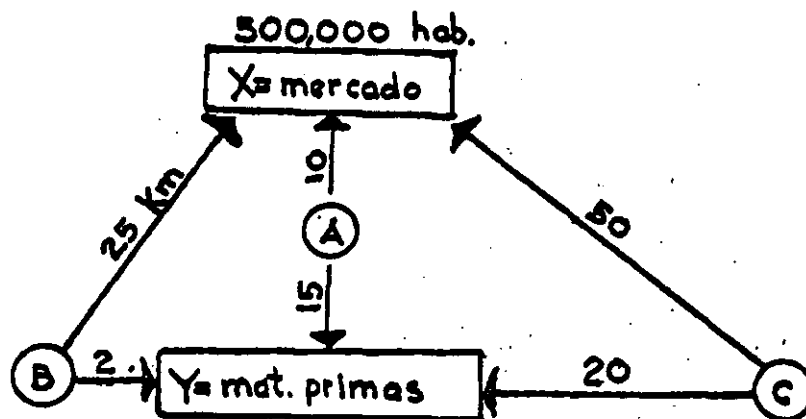 500,000 hab.
X=mercado
10
25 Km
A
50
15
B
2
Y=mat. primas
20
C